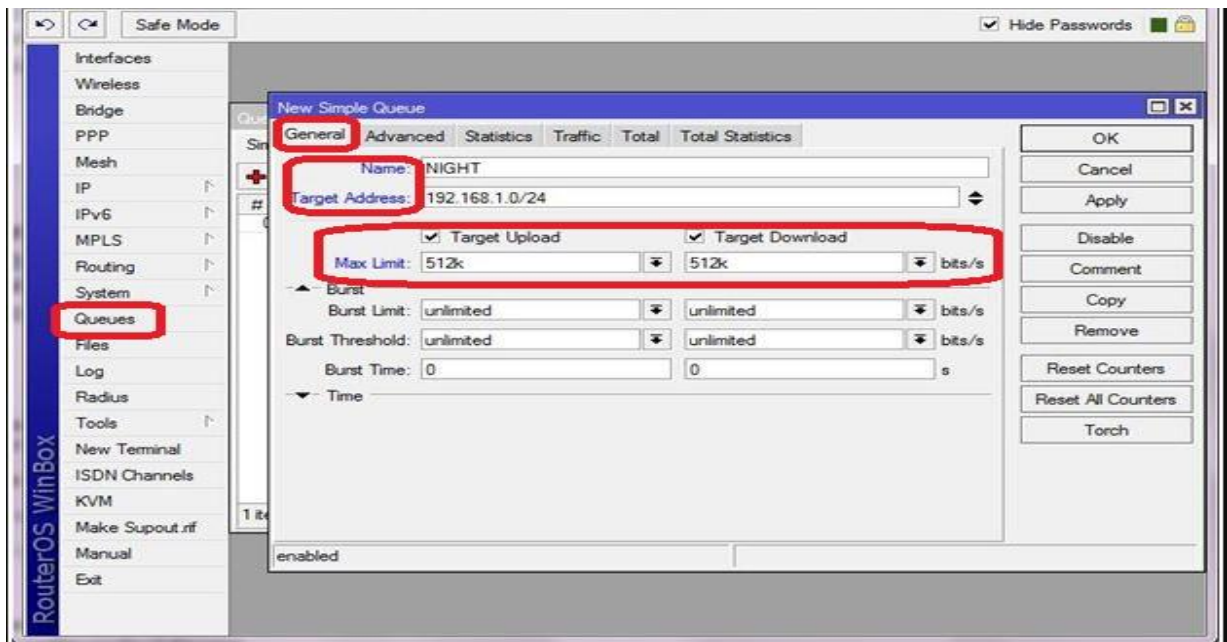 Safe Mode
Hide Passwords
RouterOS WinBox
Interfaces
Wireless
Bridge
PPP
Mesh
IP
IPv6
MPLS
Routing
System
Queues
Files
Log
Radius
Tools
New Terminal
ISDN Channels
KVM
Make Supout.rif
Manual
Exit
#
New Simple Queue
General Advanced Statistics Traffic Total Total Statistics
Name: NIGHT
Target Address: 192.168.1.0/24
Target Upload Target Download
Max Limit: 512k 512k bits/s
Burst
Burst Limit: unlimited unlimited bits/s
Burst Threshold: unlimited unlimited bits/s
Burst Time: 0 0 s
Time
enabled
OK
Cancel
Apply
Disable
Comment
Copy
Remove
Reset Counters
Reset All Counters
Torch